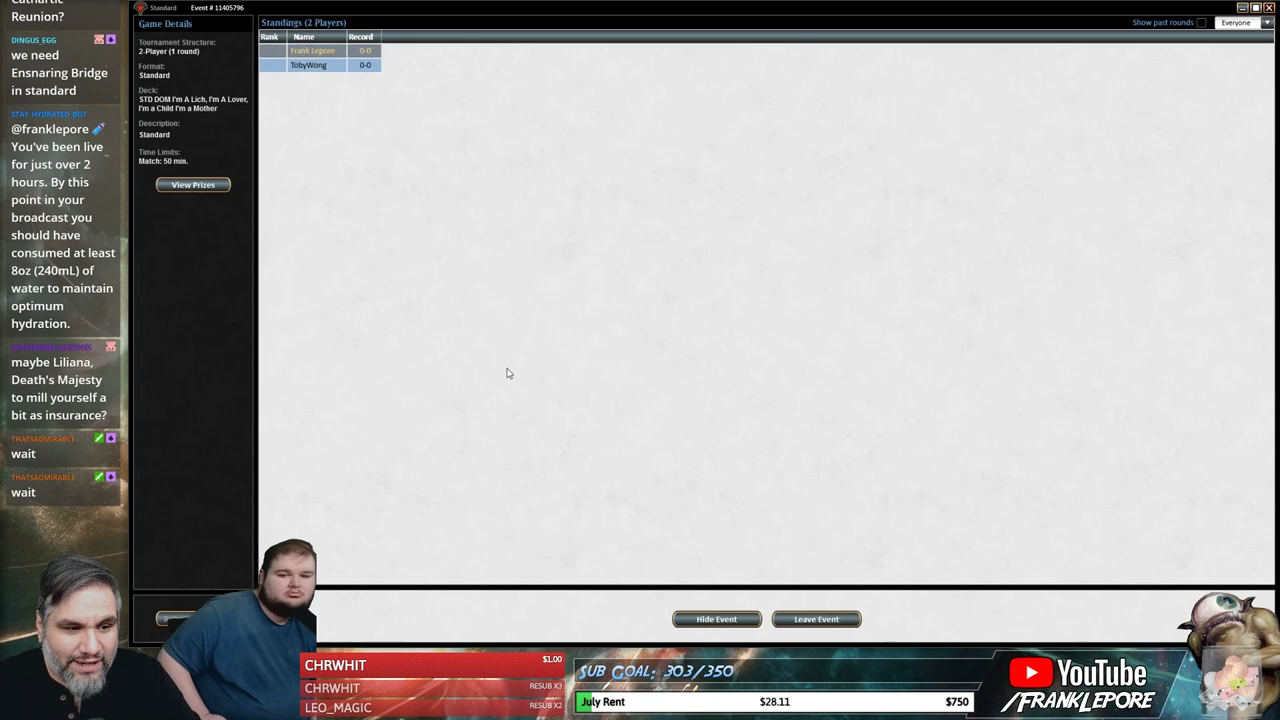 Cathartic
Reunion?
DINGUS_EGG
we need
Ensnaring Bridge
in standard
STAY_HYDRATED_BOT
@franklepore
You've been live
for just over 2
hours. By this
point in your
broadcast you
should have
consumed at least
8oz (240mL) of
water to maintain
optimum
hydration.
maybe Liliana,
Death's Majesty
to mill yourself a
bit as insurance?
THATSADMIRABLE
wait
THATSADMIRABLE
wait
Standard Event # 11405796
Game Details
Tournament Structure:
2-Player (1 round)
Format:
Standard
Deck:
STD DOM I'm A Lich, I'm A Lover,
I'm a Child I'm a Mother
Description:
Standard
Time Limits:
Match: 50 min.
View Prizes
Standings (2 Players)
Show past rounds
Everyone
Rank Name Record
Frank Lepore 0-0
TobyWong 0-0
Hide Event
Leave Event
CHRWHIT $1.00
CHRWHIT RESUB X3
LEO_MAGIC RESUB X2
SUB GOAL: 303/350
July Rent $28.11 $750
YouTube
/FRANKLEPORE